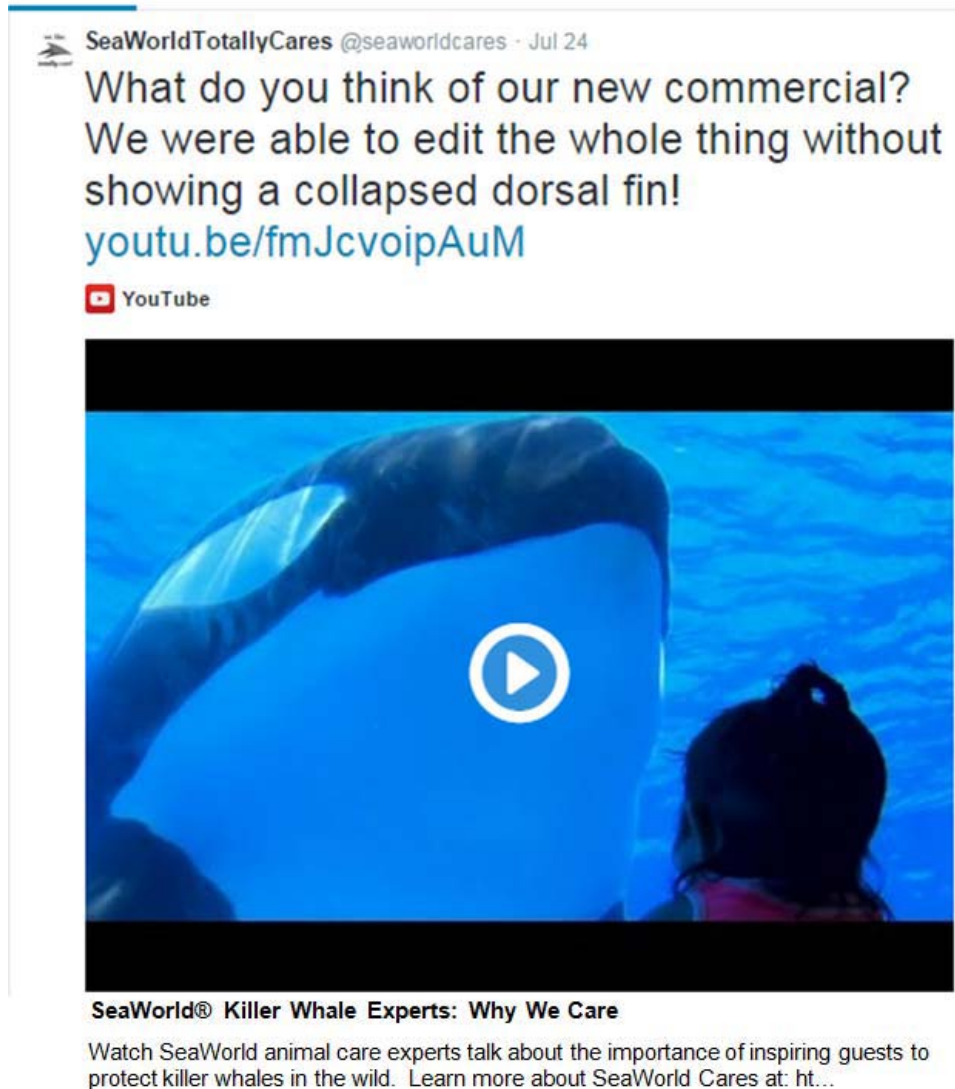 SeaWorldTotallyCares @seaworldcares · Jul 24
What do you think of our new commercial?
We were able to edit the whole thing without
showing a collapsed dorsal fin!
youtu.be/fmJcvoipAuM
YouTube
SeaWorld® Killer Whale Experts: Why We Care
Watch SeaWorld animal care experts talk about the importance of inspiring guests to
protect killer whales in the wild. Learn more about SeaWorld Cares at: ht...